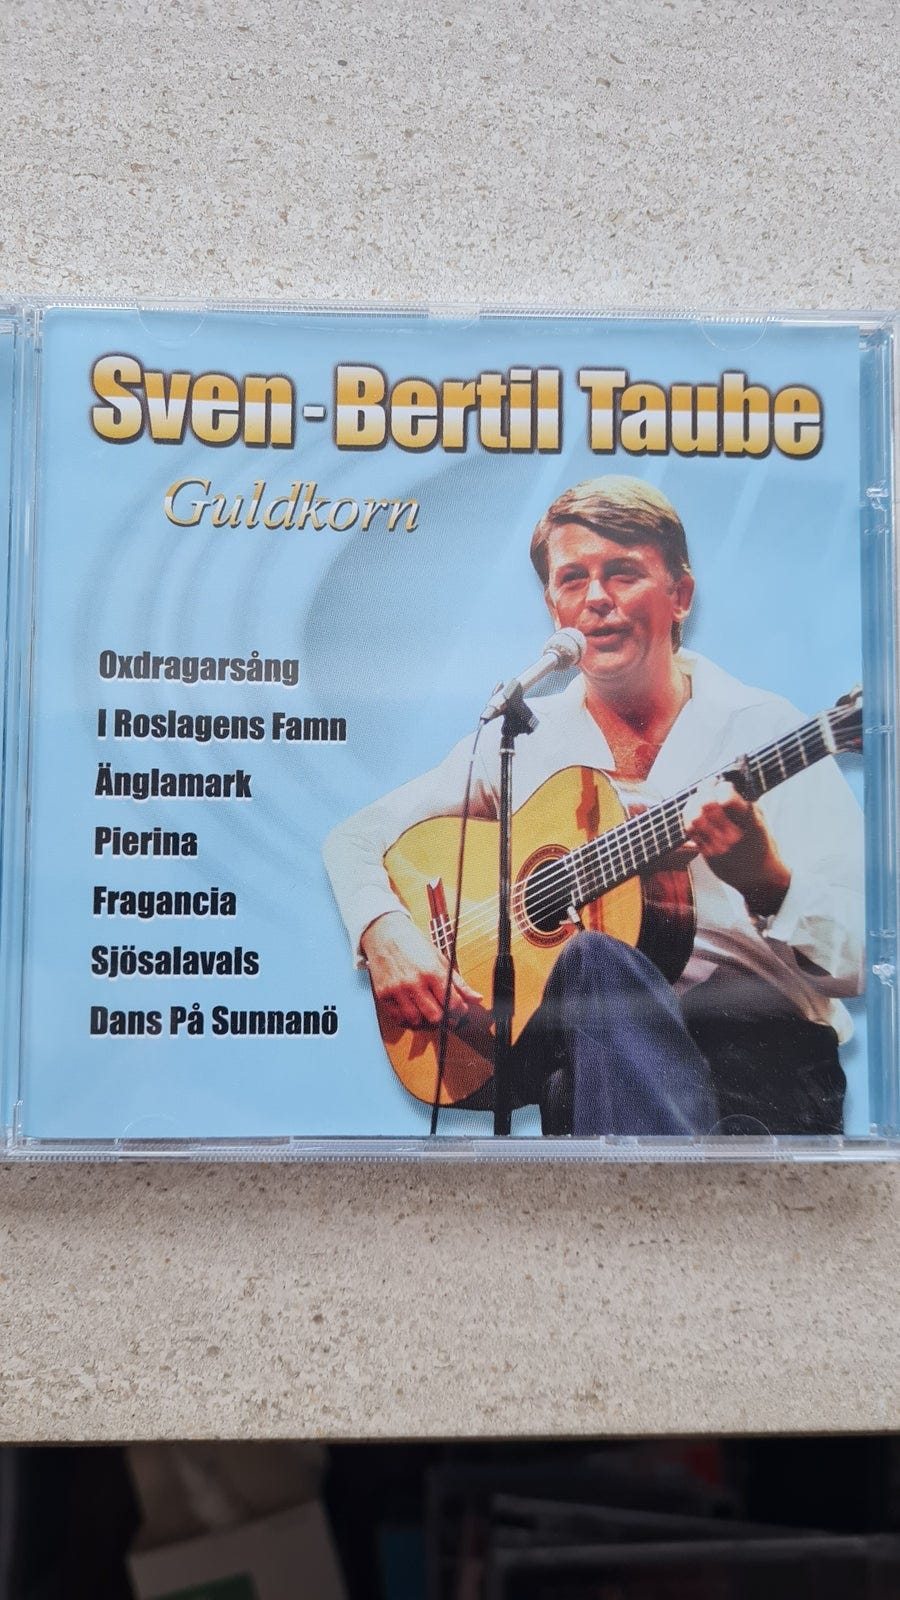 Sven-Bertil Taube
Guldkorn
Oxdragarsång
I Roslagens Famn
Änglamark
Pierina
Fragancia
Sjösalavals
Dans På Sunnanö